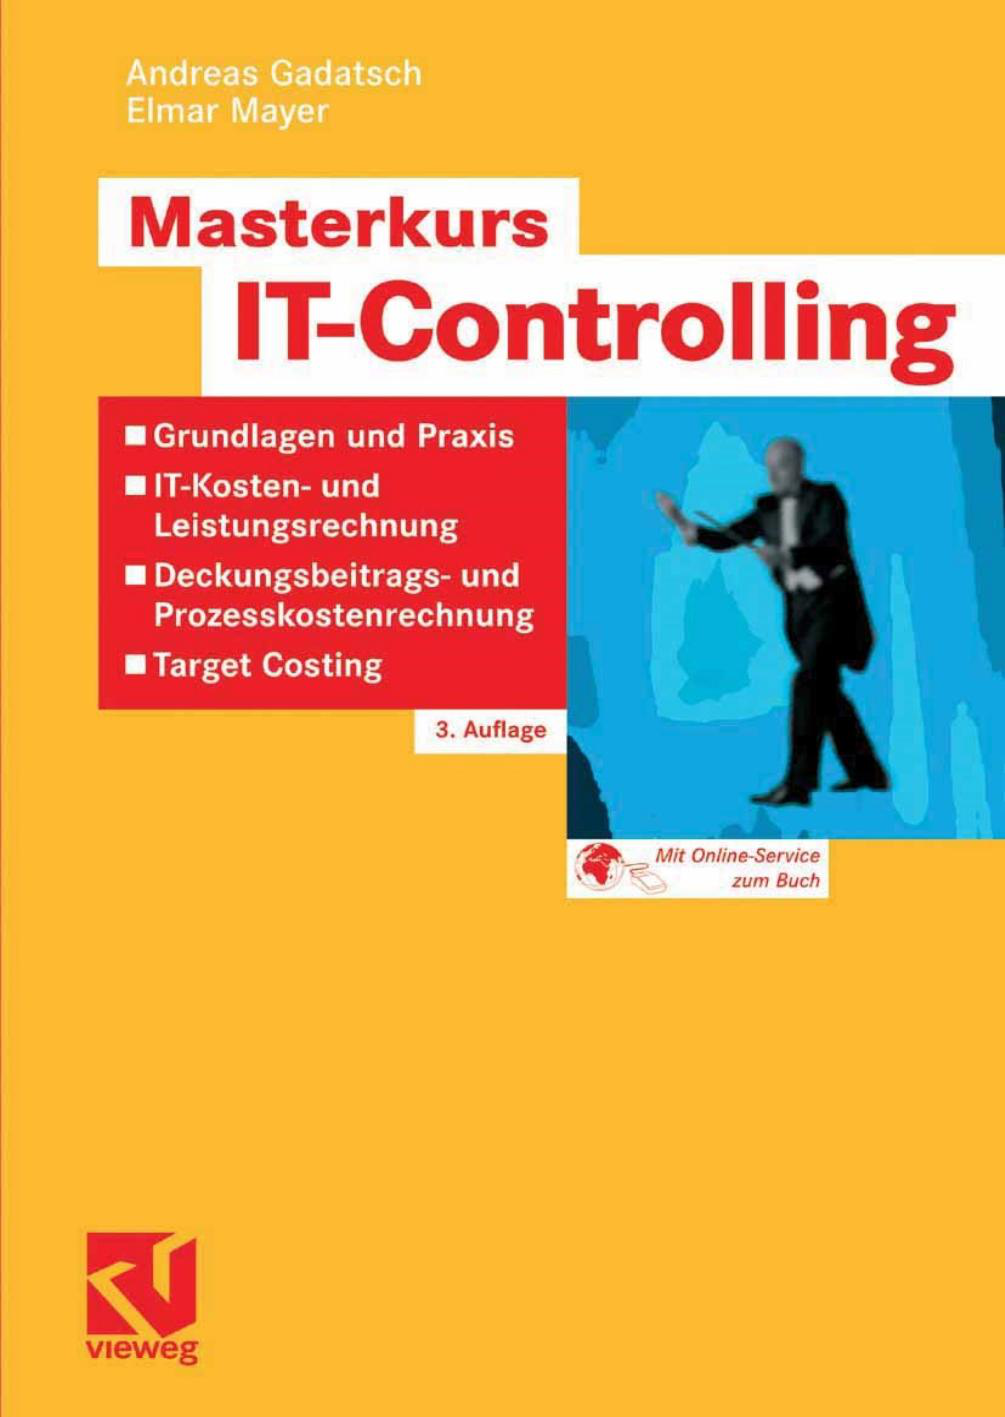 Andreas Gadatsch
Elmar Mayer
Masterkurs
IT-Controlling
Grundlagen und Praxis
IT-Kosten- und
Leistungsrechnung
Deckungsbeitrags- und
Prozesskostenrechnung
Target Costing
3. Auflage
Mit Online-Service
zum Buch
vieweg